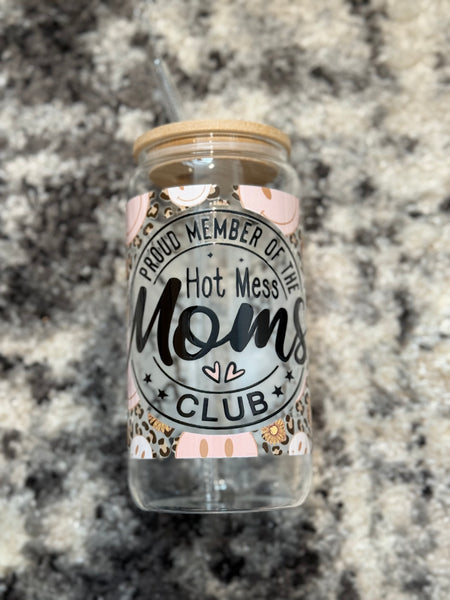 PROUD MEMBER OF THE
Hot Mess
Moms
CLUB